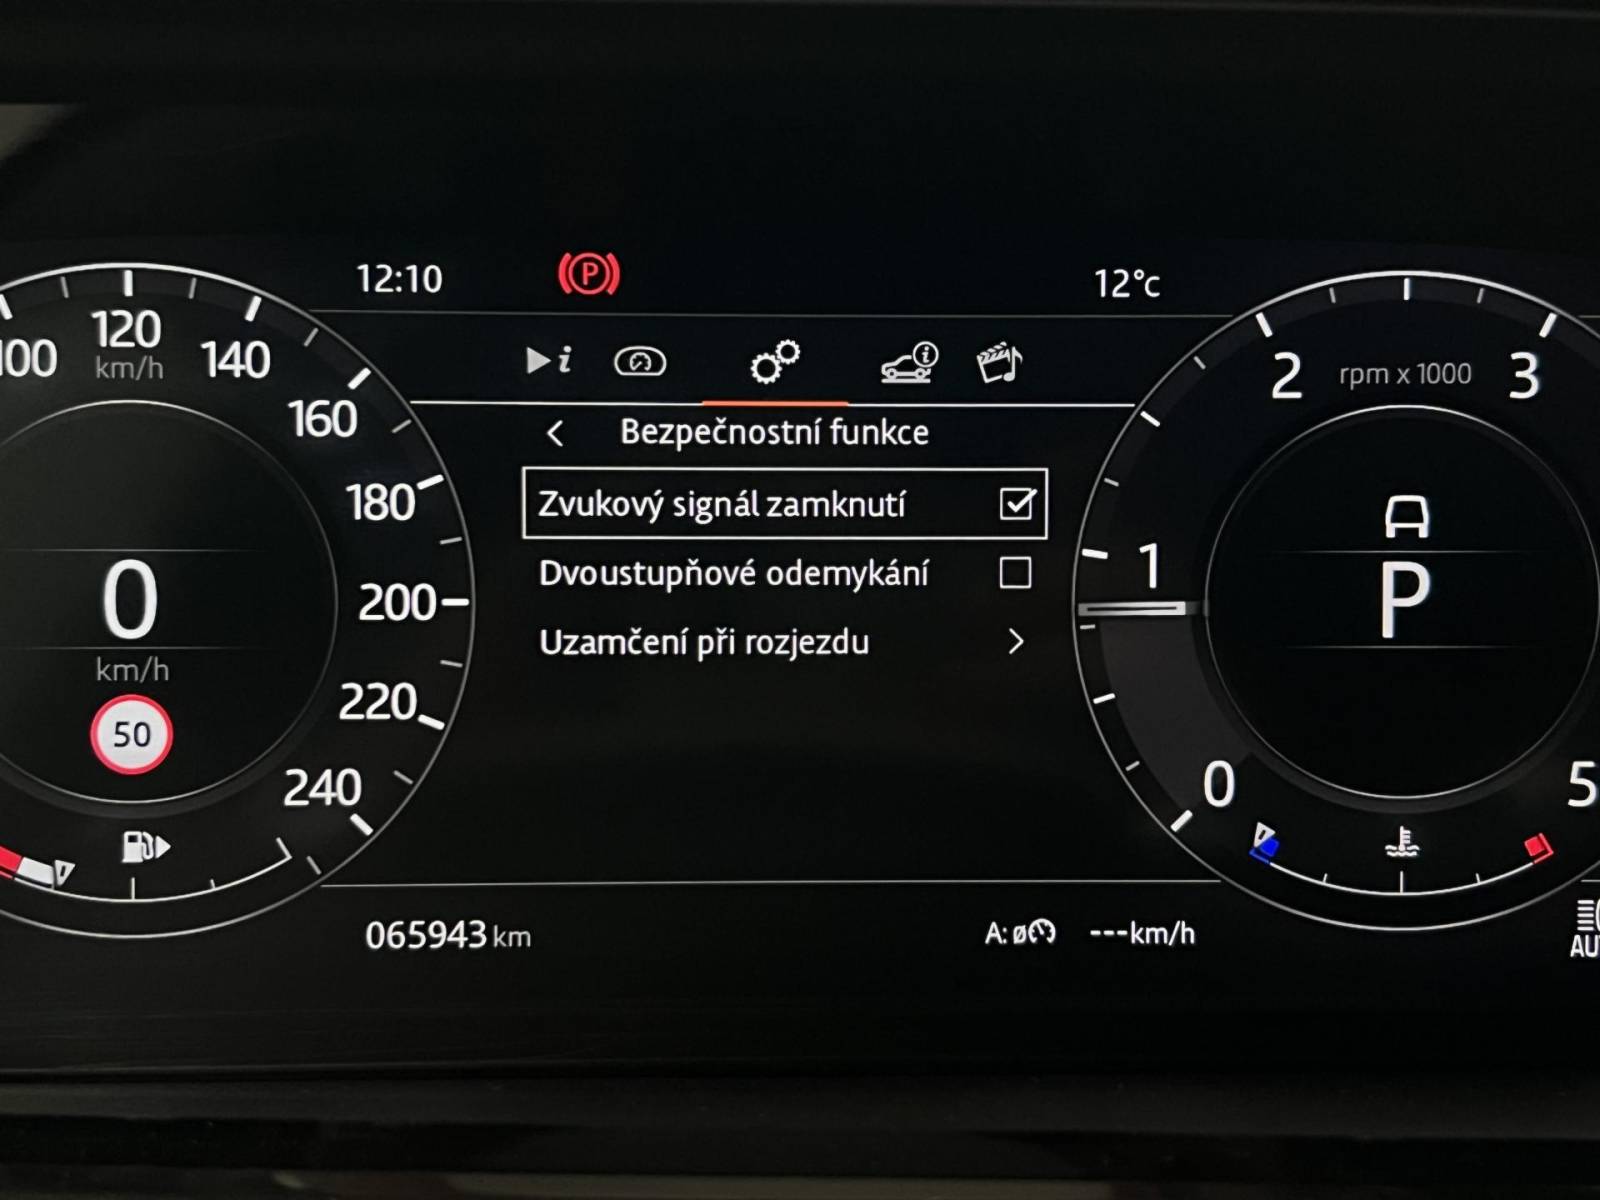 12:10
P
12°c
100
120
km/h
140
160
180
200
220
240
0
km/h
50
i
i
Bezpečnostní funkce
Zvukový signál zamknutí
Dvoustupňové odemykání
Uzamčení při rozjezdu
2
rpm x 1000
3
1
0
5
P
065943 km
A:
---km/h